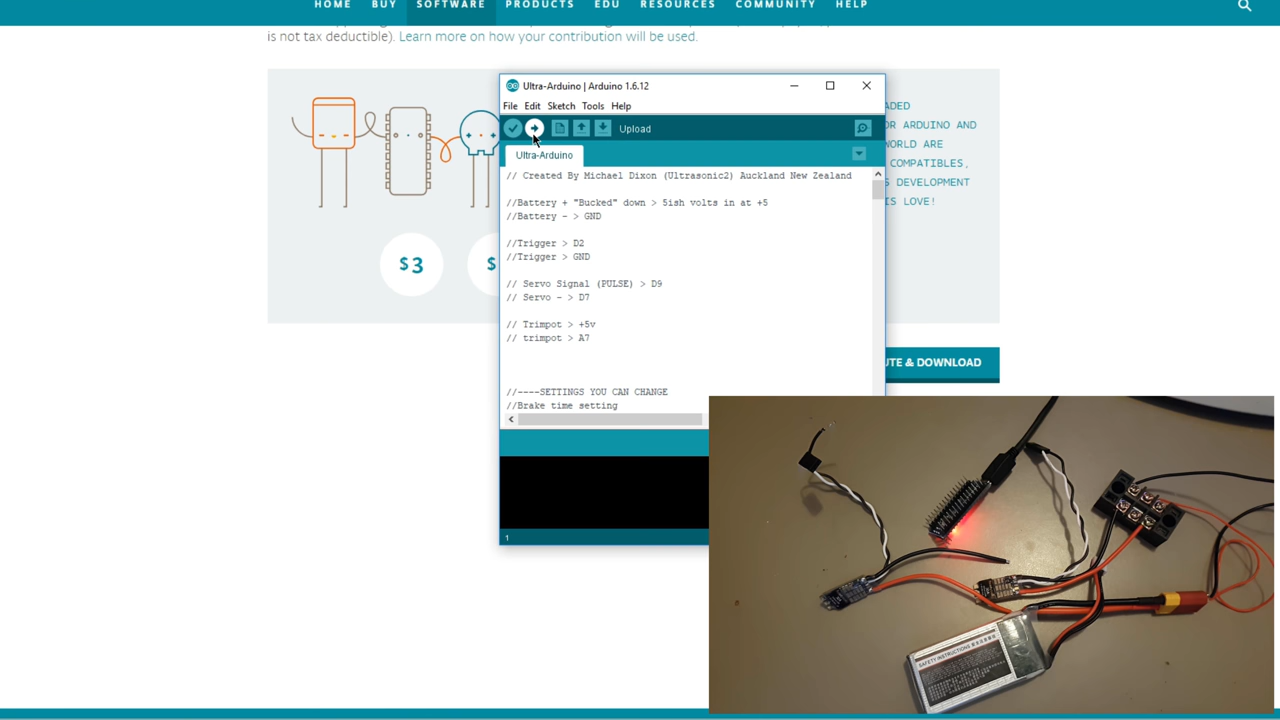 HOME BUY SOFTWARE PRODUCTS EDU RESOURCES COMMUNITY HELP
is not tax deductible). Learn more on how your contribution will be used.
Ultra-Arduino | Arduino 1.6.12
File Edit Sketch Tools Help
Upload
Ultra-Arduino
// Created By Michael Dixon (Ultrasonic2) Auckland New Zealand
//Battery + "Bucked" down > 5ish volts in at +5
//Battery - > GND
//Trigger > D2
//Trigger > GND
// Servo Signal (PULSE) > D9
// Servo - > D7
// Trimpot > +5v
// trimpot > A7
//----SETTINGS YOU CAN CHANGE
//Brake time setting
1
$3
$
ADED
OR ARDUINO AND
WORLD ARE
COMPATIBLES,
S DEVELOPMENT
IS LOVE!
UTE & DOWNLOAD
SAFETY INSTRUCTIONS